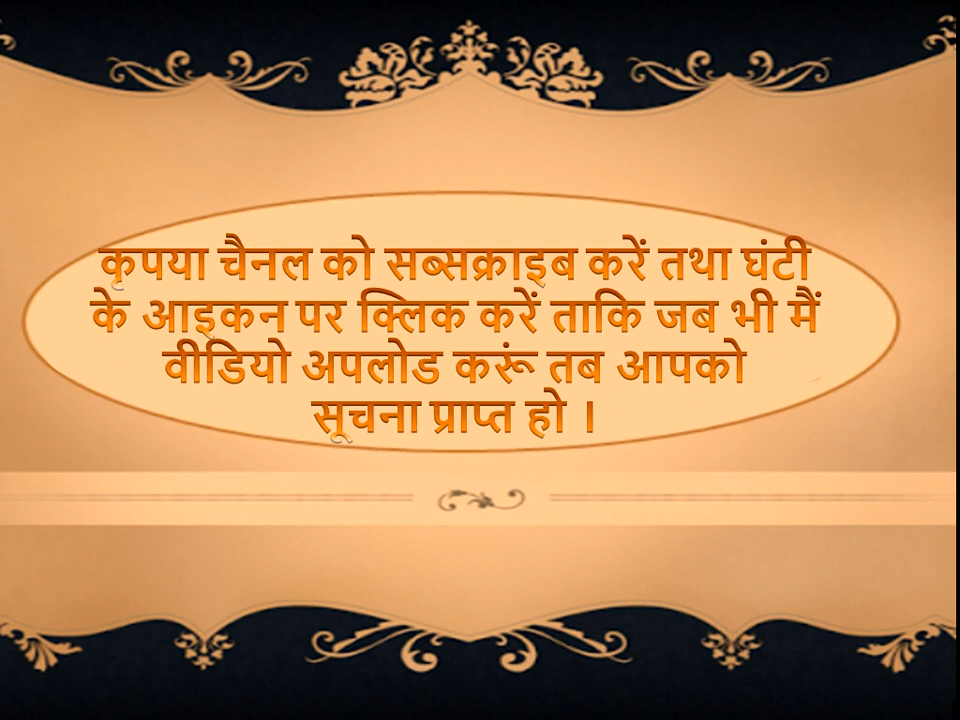 कृपया चैनल को सब्सक्राइब करें तथा घंटी
के आइकन पर क्लिक करें ताकि जब भी मैं
वीडियो अपलोड करूं तब आपको
सूचना प्राप्त हो ।